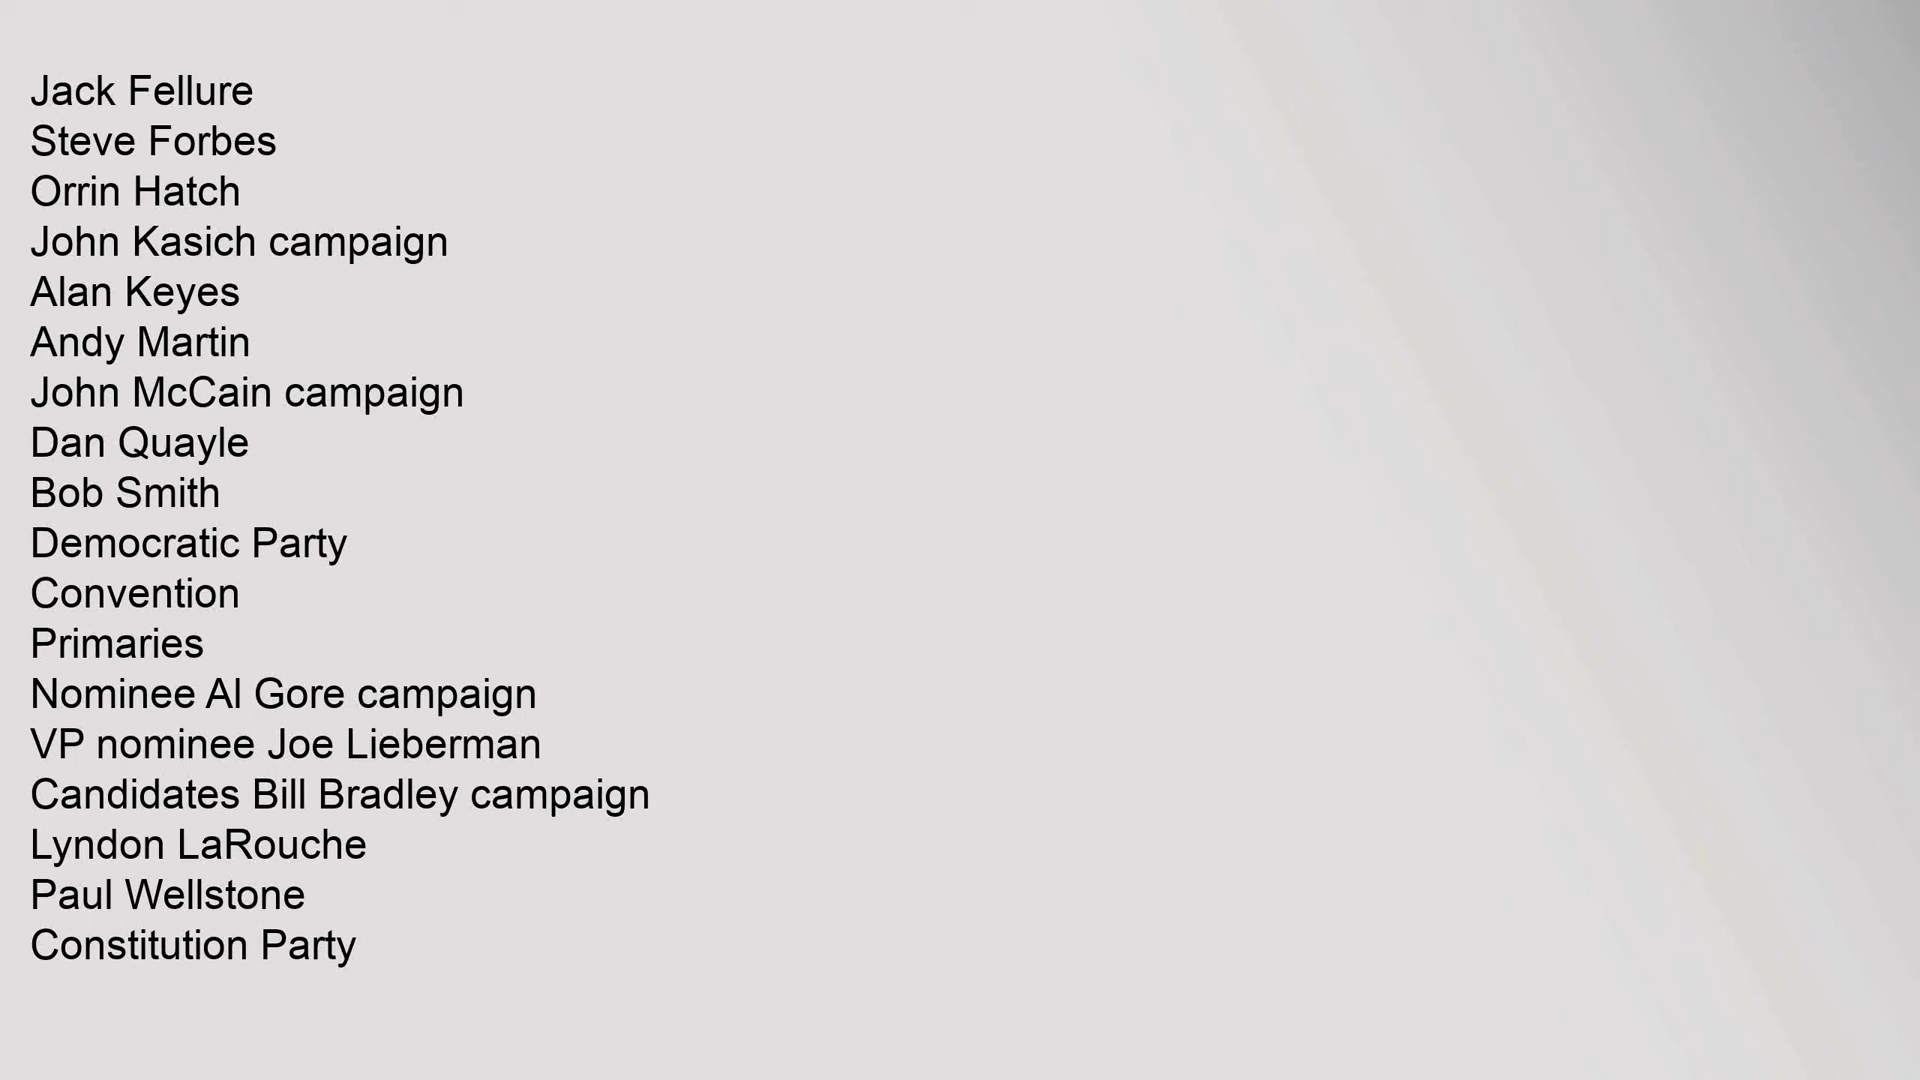 Jack Fellure
Steve Forbes
Orrin Hatch
John Kasich campaign
Alan Keyes
Andy Martin
John McCain campaign
Dan Quayle
Bob Smith
Democratic Party
Convention
Primaries
Nominee Al Gore campaign
VP nominee Joe Lieberman
Candidates Bill Bradley campaign
Lyndon LaRouche
Paul Wellstone
Constitution Party